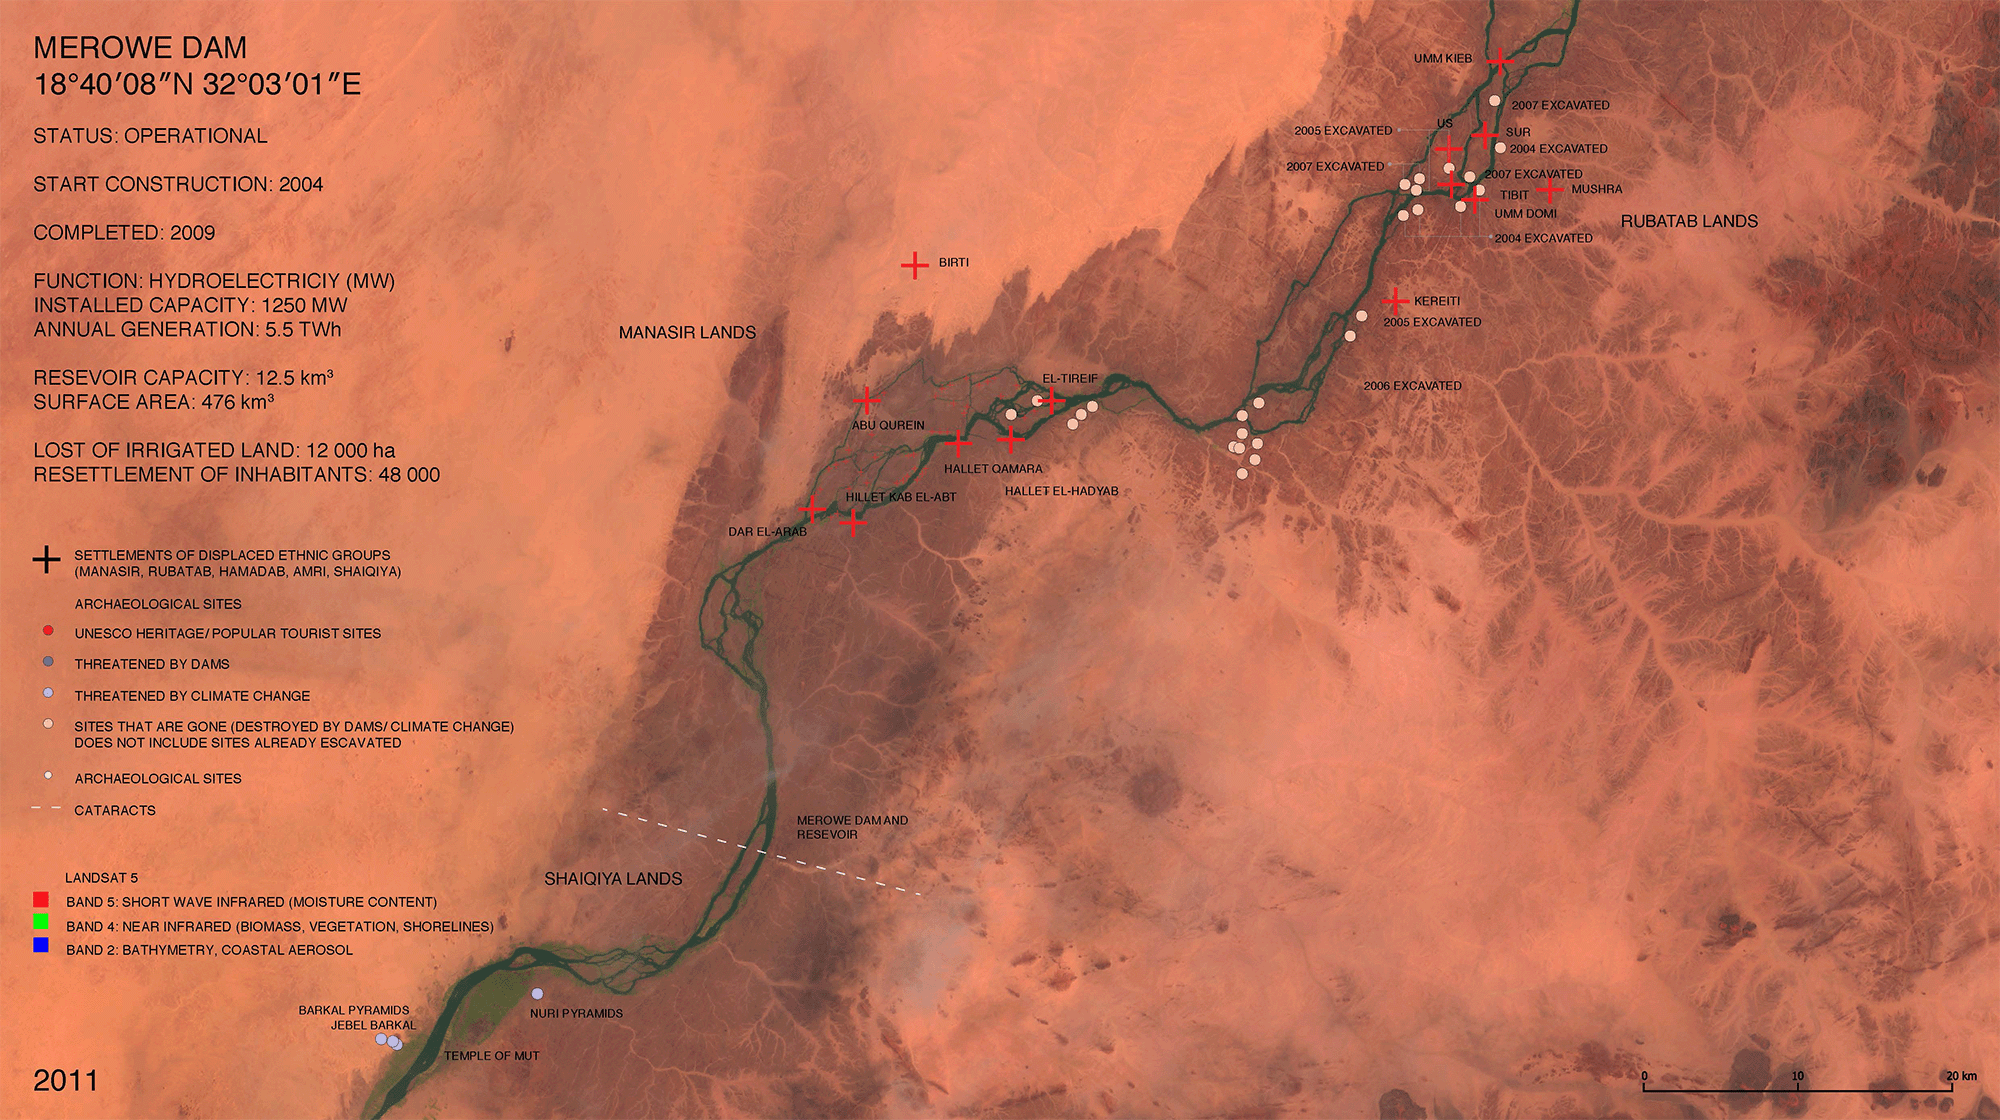 MEROWE DAM
18°40′08″N 32°03′01″E
STATUS: OPERATIONAL
START CONSTRUCTION: 2004
COMPLETED: 2009
FUNCTION: HYDROELECTRICIY (MW)
INSTALLED CAPACITY: 1250 MW
ANNUAL GENERATION: 5.5 TWh
RESEVOIR CAPACITY: 12.5 km³
SURFACE AREA: 476 km³
LOST OF IRRIGATED LAND: 12 000 ha
RESETTLEMENT OF INHABITANTS: 48 000
SETTLEMENTS OF DISPLACED ETHNIC GROUPS
(MANASIR, RUBATAB, HAMADAB, AMRI, SHAIQIYA)
ARCHAEOLOGICAL SITES
UNESCO HERITAGE/ POPULAR TOURIST SITES
THREATENED BY DAMS
THREATENED BY CLIMATE CHANGE
SITES THAT ARE GONE (DESTROYED BY DAMS/ CLIMATE CHANGE)
DOES NOT INCLUDE SITES ALREADY ESCAVATED
ARCHAEOLOGICAL SITES
CATARACTS
LANDSAT 5
BAND 5: SHORT WAVE INFRARED (MOISTURE CONTENT)
BAND 4: NEAR INFRARED (BIOMASS, VEGETATION, SHORELINES)
BAND 2: BATHYMETRY, COASTAL AEROSOL
2011
UMM KIEB
2007 EXCAVATED
US
2005 EXCAVATED
SUR
2004 EXCAVATED
2007 EXCAVATED
2007 EXCAVATED
MUSHRA
TIBIT
UMM DOMI
RUBATAB LANDS
2004 EXCAVATED
BIRTI
KEREITI
2005 EXCAVATED
MANASIR LANDS
EL-TIREIF
2006 EXCAVATED
ABU QUREIN
HALLET QAMARA
HALLET EL-HADYAB
HILLET KAB EL-ABT
DAR EL-ARAB
MEROWE DAM AND
RESEVOIR
SHAIQIYA LANDS
NURI PYRAMIDS
BARKAL PYRAMIDS
JEBEL BARKAL
TEMPLE OF MUT
0 10 20 km